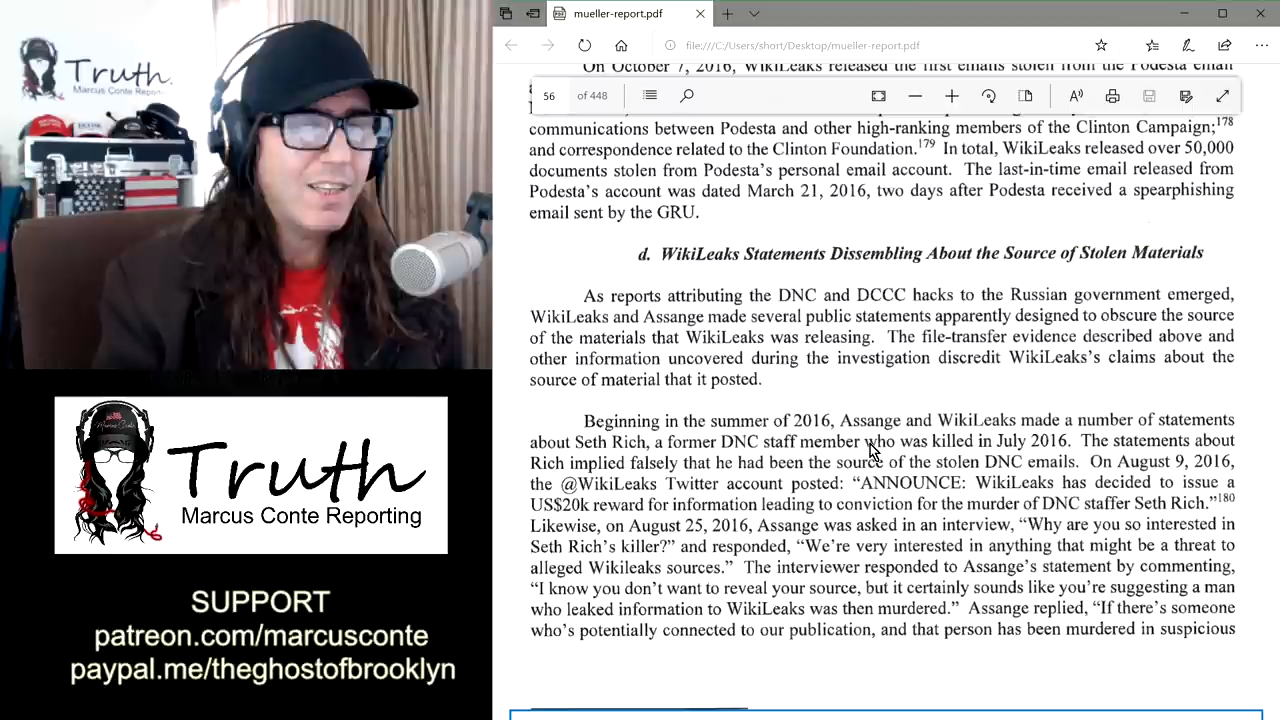 Truth.
Marcus Conte Reporting
Truth
Marcus Conte Reporting
SUPPORT
patreon.com/marcusconte
paypal.me/theghostofbrooklyn
mueller-report.pdf
file:///C:/Users/short/Desktop/mueller-report.pdf
On October 7, 2016, WikiLeaks released the first emails stolen from the Podesta email
56 of 448
communications between Podesta and other high-ranking members of the Clinton Campaign;178
and correspondence related to the Clinton Foundation.179 In total, WikiLeaks released over 50,000
documents stolen from Podesta's personal email account. The last-in-time email released from
Podesta's account was dated March 21, 2016, two days after Podesta received a spearphishing
email sent by the GRU.
d. WikiLeaks Statements Dissembling About the Source of Stolen Materials
As reports attributing the DNC and DCCC hacks to the Russian government emerged,
WikiLeaks and Assange made several public statements apparently designed to obscure the source
of the materials that WikiLeaks was releasing. The file-transfer evidence described above and
other information uncovered during the investigation discredit WikiLeaks's claims about the
source of material that it posted.
Beginning in the summer of 2016, Assange and WikiLeaks made a number of statements
about Seth Rich, a former DNC staff member who was killed in July 2016. The statements about
Rich implied falsely that he had been the source of the stolen DNC emails. On August 9, 2016,
the @WikiLeaks Twitter account posted: "ANNOUNCE: WikiLeaks has decided to issue a
US$20k reward for information leading to conviction for the murder of DNC staffer Seth Rich."180
Likewise, on August 25, 2016, Assange was asked in an interview, "Why are you so interested in
Seth Rich's killer?" and responded, "We're very interested in anything that might be a threat to
alleged Wikileaks sources." The interviewer responded to Assange's statement by commenting,
"I know you don't want to reveal your source, but it certainly sounds like you're suggesting a man
who leaked information to WikiLeaks was then murdered." Assange replied, "If there's someone
who's potentially connected to our publication, and that person has been murdered in suspicious